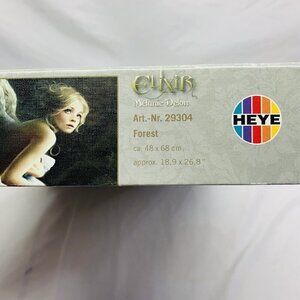 ELIXIR
Mélanie Delon
Art.-Nr. 29304
Forest
ca. 48 x 68 cm
approx. 18,9 x 26,8"
HEYE